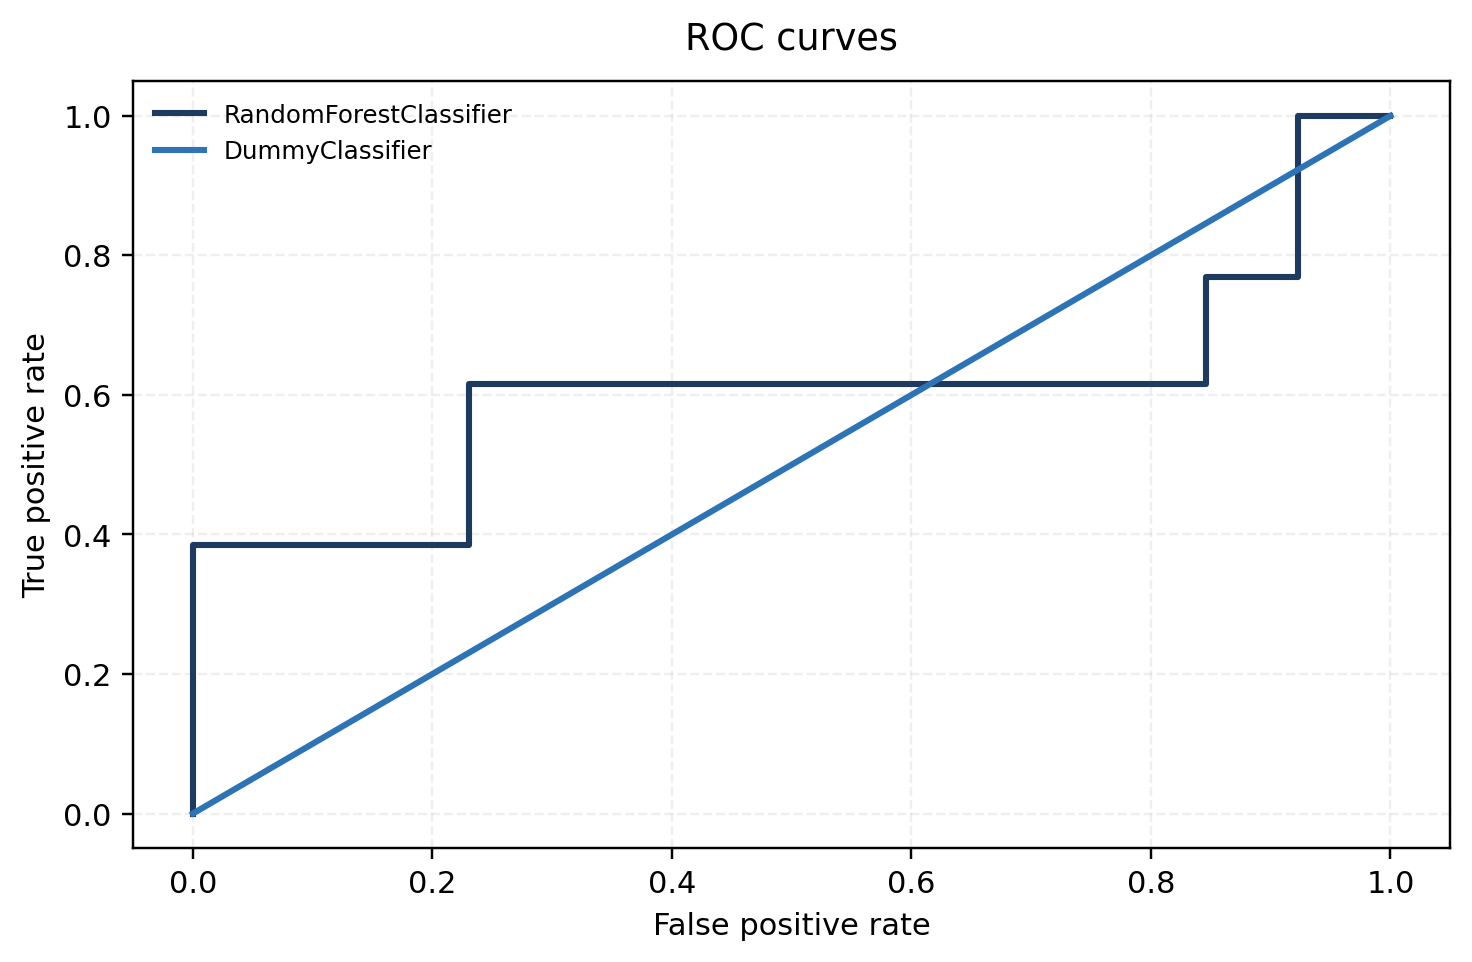 ROC curves
RandomForestClassifier
DummyClassifier
True positive rate
1.0
0.8
0.6
0.4
0.2
0.0
0.0 0.2 0.4 0.6 0.8 1.0
False positive rate